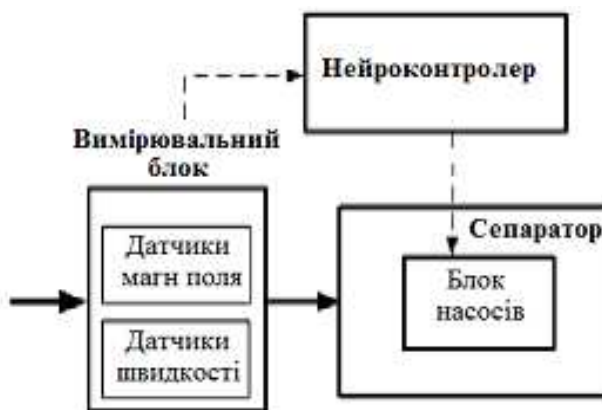 Нейроконтролер
Вимірювальний
блок
Датчики
магн поля
Датчики
швидкості
Сепаратор
Блок
насосів